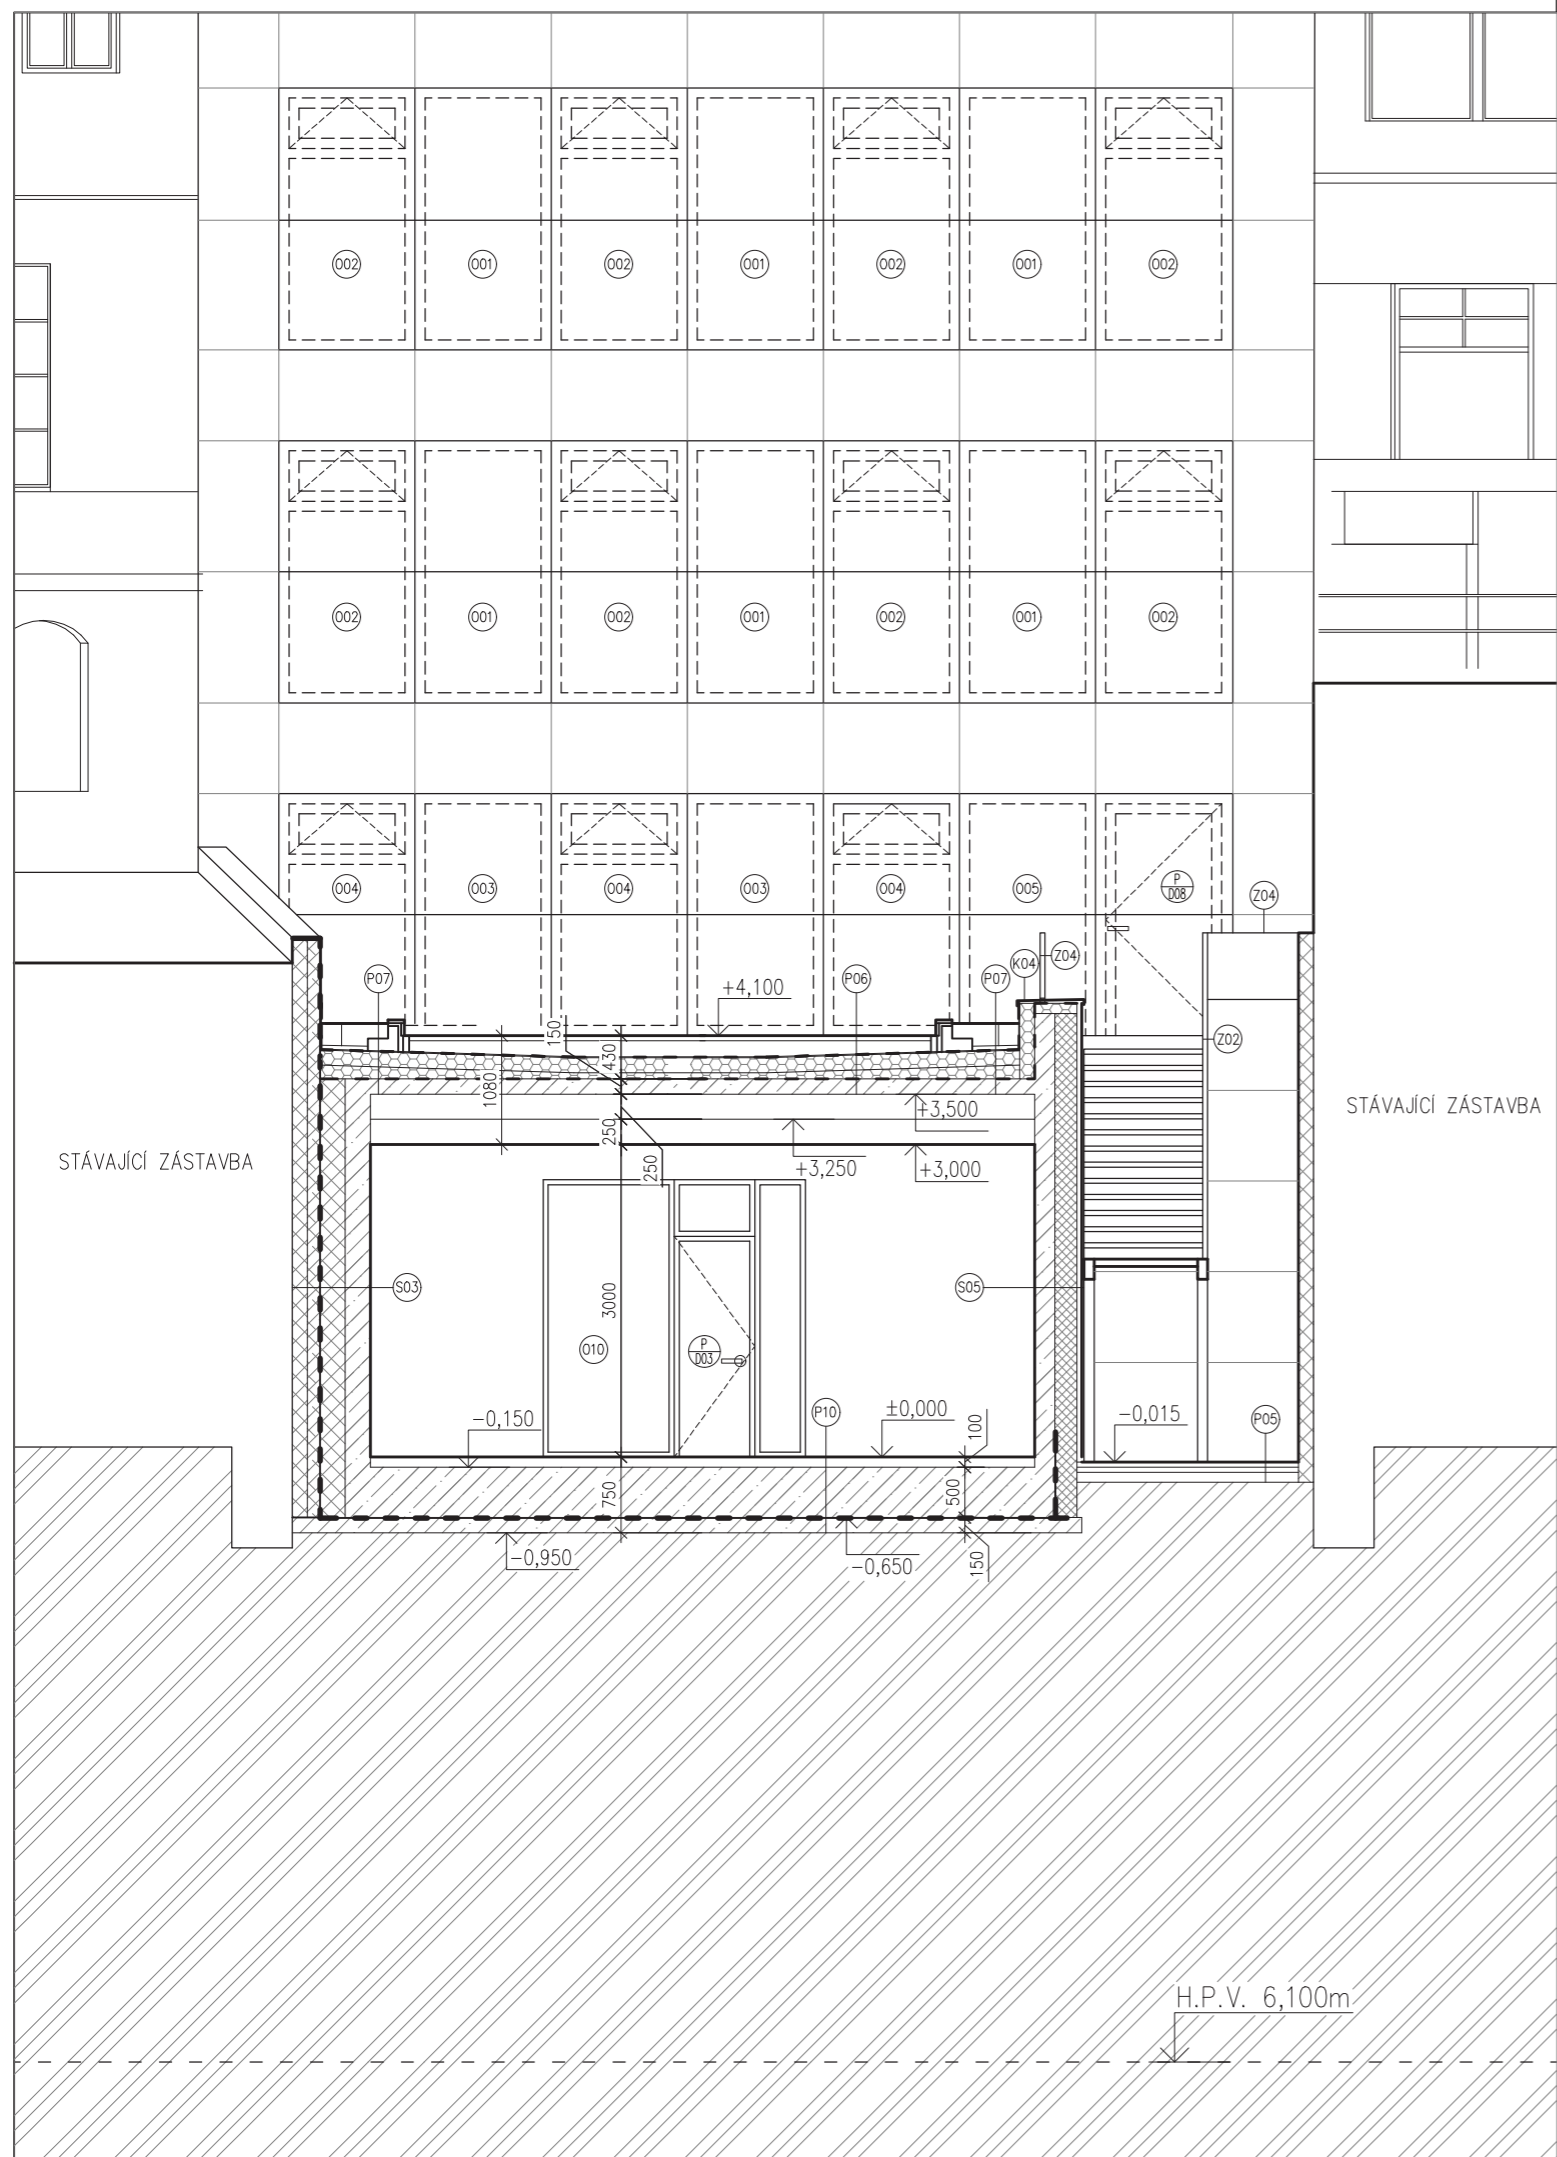 002 001 002 001 002 001 002
002 001 002 001 002 001 002
004 003 004 003 004 005 P D08 Z04
P07 P06 P07 K04 Z04
+4,100
150
430
Z02
1080
+3,500
STÁVAJÍCÍ ZÁSTAVBA
250
STÁVAJÍCÍ ZÁSTAVBA
250
+3,250
+3,000
S03
3000
S05
010
P D03
-0,150
±0,000
P10
-0,015
P05
100
750
500
-0,950
-0,650
150
H.P.V. 6,100m